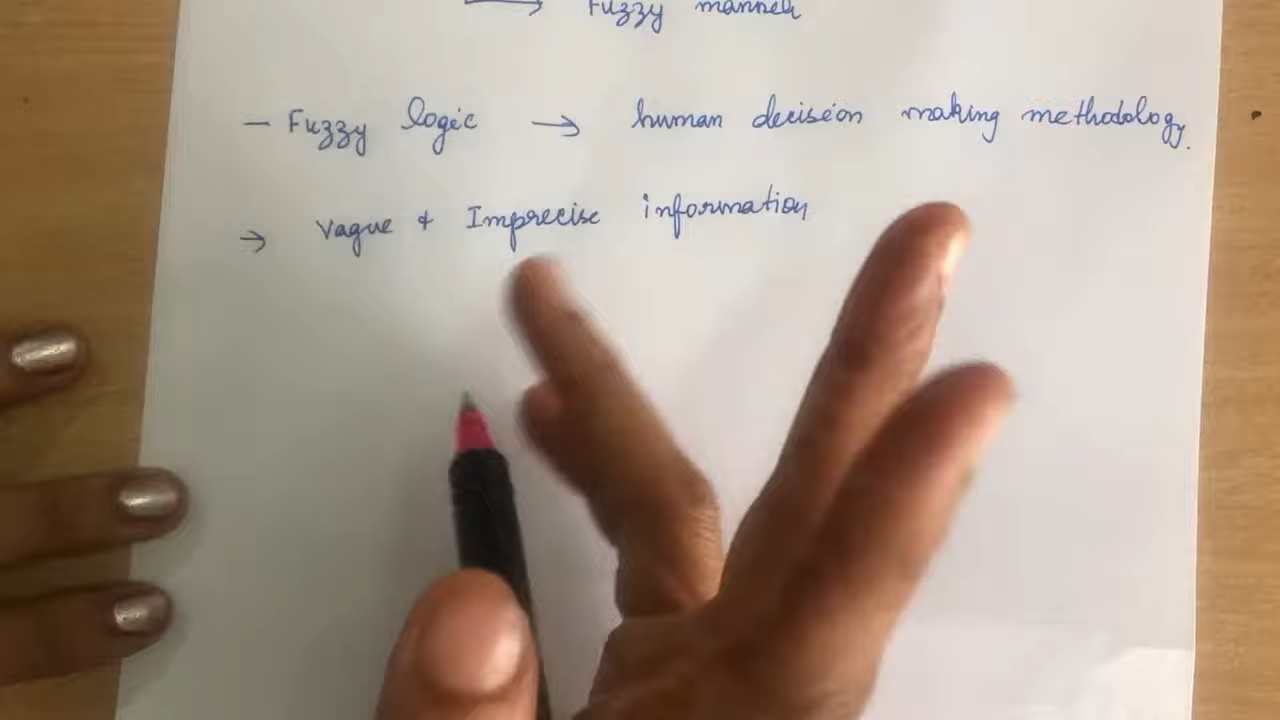 → Fuzzy manner
- Fuzzy logic → human decision making methodology.
→ Vague & Imprecise information